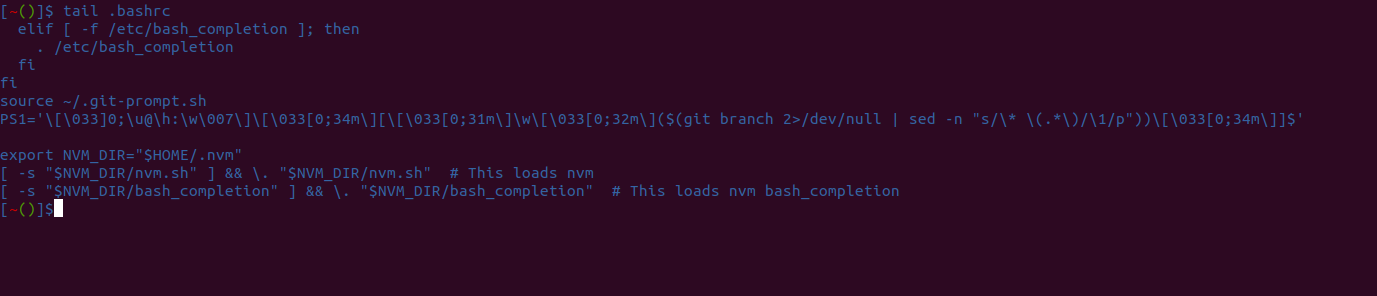 [~()]$ tail .bashrc
  elif [ -f /etc/bash_completion ]; then
    . /etc/bash_completion
  fi
fi
source ~/.git-prompt.sh
PS1='\[\033]0;\u@\h:\w\007\]\[\033[0;34m\][\[\033[0;31m\]\w\[\033[0;32m\]($(git branch 2>/dev/null | sed -n "s/\* \(.*\)/\1/p"))\[\033[0;34m\]]$'

export NVM_DIR="$HOME/.nvm"
[ -s "$NVM_DIR/nvm.sh" ] && \. "$NVM_DIR/nvm.sh"  # This loads nvm
[ -s "$NVM_DIR/bash_completion" ] && \. "$NVM_DIR/bash_completion"  # This loads nvm bash_completion
[~()]$